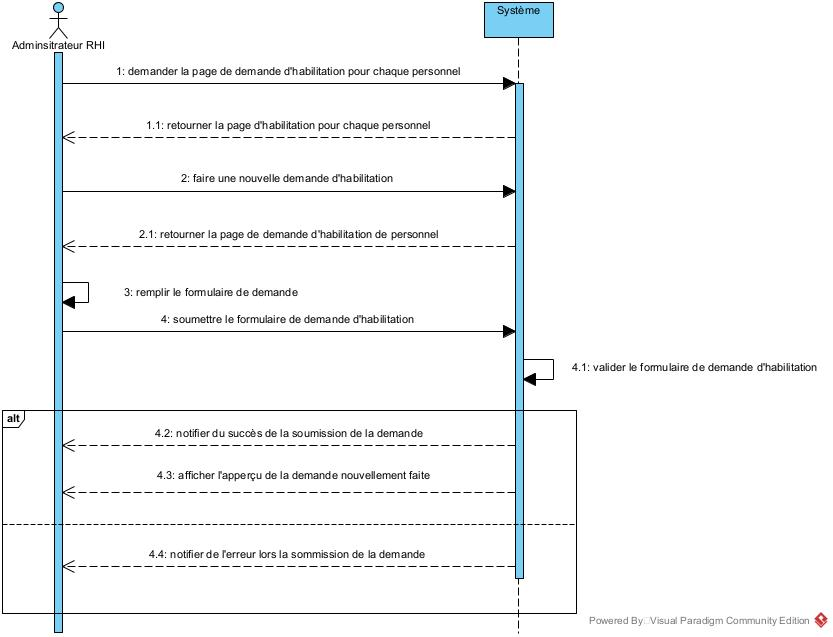 Système
Adminsitrateur RHI
1: demander la page de demande d'habilitation pour chaque personnel
1.1: retourner la page d'habilitation pour chaque personnel
2: faire une nouvelle demande d'habilitation
2.1: retourner la page de demande d'habilitation de personnel
3: remplir le formulaire de demande
4: soumettre le formulaire de demande d'habilitation
4.1: valider le formulaire de demande d'habilitation
alt
4.2: notifier du succès de la soumission de la demande
4.3: afficher l'apperçu de la demande nouvellement faite
4.4: notifier de l'erreur lors la sommission de la demande
Powered By Visual Paradigm Community Edition